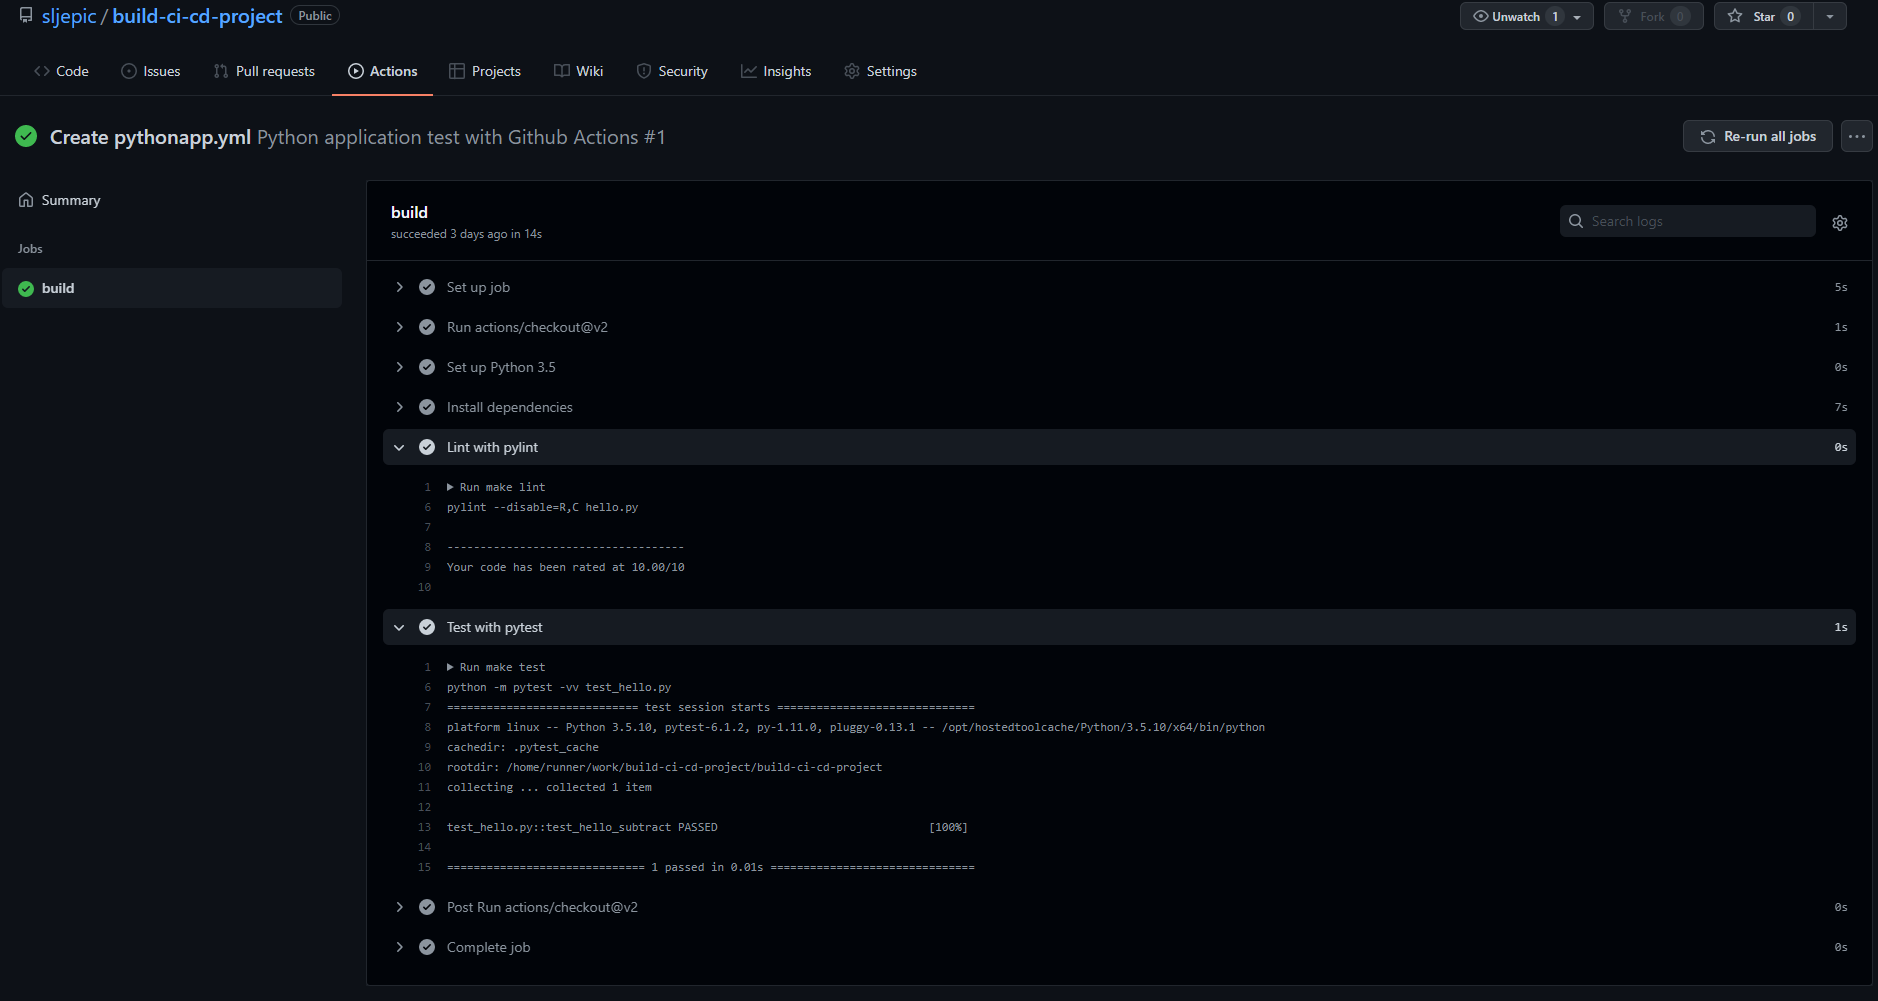 sljepic / build-ci-cd-project Public
Unwatch 1
Fork 0
Star 0
Code
Issues
Pull requests
Actions
Projects
Wiki
Security
Insights
Settings
Create pythonapp.yml Python application test with Github Actions #1
Re-run all jobs
Summary
Jobs
build
build
succeeded 3 days ago in 14s
Search logs
Set up job 5s
Run actions/checkout@v2 1s
Set up Python 3.5 0s
Install dependencies 7s
Lint with pylint 0s
1 ▶ Run make lint
6 pylint --disable=R,C hello.py
7
8 ------------------------------------
9 Your code has been rated at 10.00/10
10
Test with pytest 1s
1 ▶ Run make test
6 python -m pytest -vv test_hello.py
7 ============================= test session starts ==============================
8 platform linux -- Python 3.5.10, pytest-6.1.2, py-1.11.0, pluggy-0.13.1 -- /opt/hostedtoolcache/Python/3.5.10/x64/bin/python
9 cachedir: .pytest_cache
10 rootdir: /home/runner/work/build-ci-cd-project/build-ci-cd-project
11 collecting ... collected 1 item
12
13 test_hello.py::test_hello_subtract PASSED [100%]
14
15 ============================== 1 passed in 0.01s ===============================
Post Run actions/checkout@v2 0s
Complete job 0s